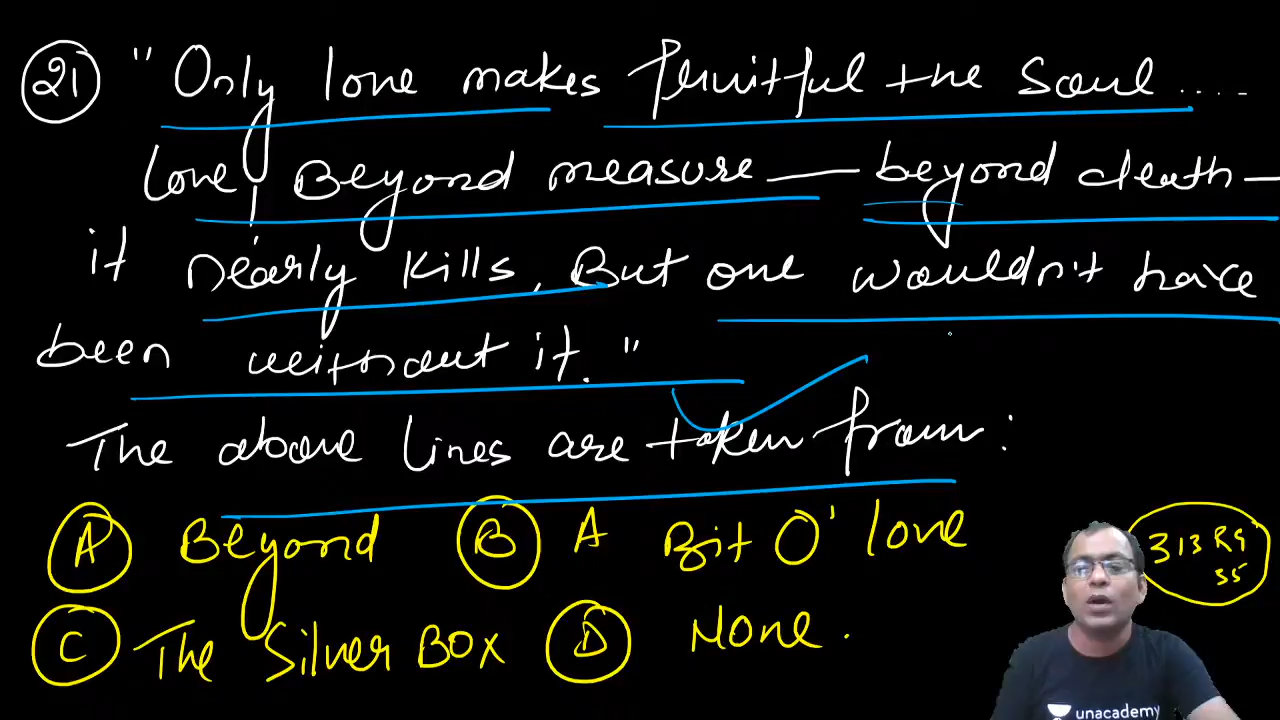 21 "Only love makes fruitful the soul....
love Beyond measure — beyond death —
it nearly kills, But one wouldn't have
been without it."
The above lines are taken from:
A Beyond B A Bit O' love
C The Silver BOX D None.
313 Rs
35
unacademy